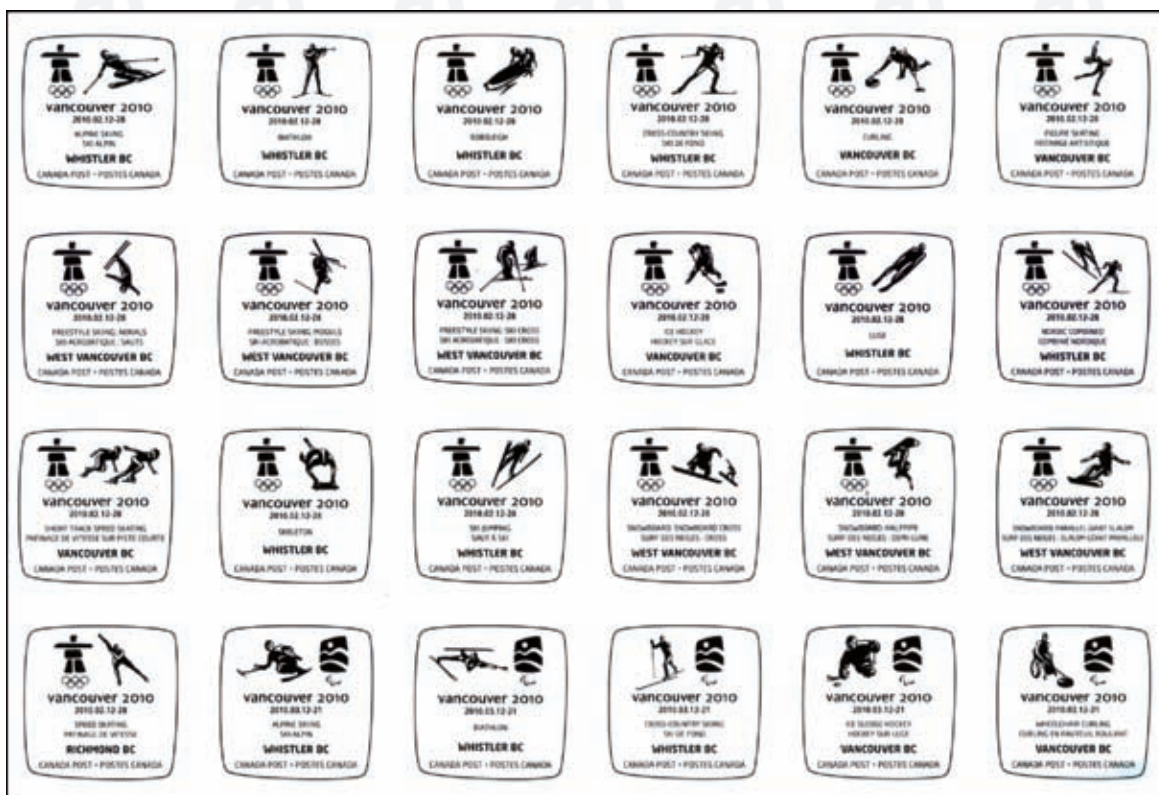 vancouver 2010
2010.02.12-28
ALPINE SKIING
SKI ALPIN
WHISTLER BC
CANADA POST • POSTES CANADA
vancouver 2010
2010.02.12-28
BIATHLON
WHISTLER BC
CANADA POST • POSTES CANADA
vancouver 2010
2010.02.12-28
BOBSLEIGH
WHISTLER BC
CANADA POST • POSTES CANADA
vancouver 2010
2010.02.12-28
CROSS-COUNTRY SKIING
SKI DE FOND
WHISTLER BC
CANADA POST • POSTES CANADA
vancouver 2010
2010.02.12-28
CURLING
VANCOUVER BC
CANADA POST • POSTES CANADA
vancouver 2010
2010.02.12-28
FIGURE SKATING
PATINAGE ARTISTIQUE
VANCOUVER BC
CANADA POST • POSTES CANADA
vancouver 2010
2010.02.12-28
FREESTYLE SKIING: AERIALS
SKI ACROBATIQUE : SAUTS
WEST VANCOUVER BC
CANADA POST • POSTES CANADA
vancouver 2010
2010.02.12-28
FREESTYLE SKIING: MOGULS
SKI ACROBATIQUE : BOSSES
WEST VANCOUVER BC
CANADA POST • POSTES CANADA
vancouver 2010
2010.02.12-28
FREESTYLE SKIING: SKI CROSS
SKI ACROBATIQUE : SKI CROSS
WEST VANCOUVER BC
CANADA POST • POSTES CANADA
vancouver 2010
2010.02.12-28
ICE HOCKEY
HOCKEY SUR GLACE
VANCOUVER BC
CANADA POST • POSTES CANADA
vancouver 2010
2010.02.12-28
LUGE
WHISTLER BC
CANADA POST • POSTES CANADA
vancouver 2010
2010.02.12-28
NORDIC COMBINED
COMBINÉ NORDIQUE
WHISTLER BC
CANADA POST • POSTES CANADA
vancouver 2010
2010.02.12-28
SHORT TRACK SPEED SKATING
PATINAGE DE VITESSE SUR PISTE COURTE
VANCOUVER BC
CANADA POST • POSTES CANADA
vancouver 2010
2010.02.12-28
SKELETON
WHISTLER BC
CANADA POST • POSTES CANADA
vancouver 2010
2010.02.12-28
SKI JUMPING
SAUT À SKI
WHISTLER BC
CANADA POST • POSTES CANADA
vancouver 2010
2010.02.12-28
SNOWBOARD: SNOWBOARD CROSS
SURF DES NEIGES : CROSS
WEST VANCOUVER BC
CANADA POST • POSTES CANADA
vancouver 2010
2010.02.12-28
SNOWBOARD: HALFPIPE
SURF DES NEIGES : DEMI-LUNE
WEST VANCOUVER BC
CANADA POST • POSTES CANADA
vancouver 2010
2010.02.12-28
SNOWBOARD: PARALLEL GIANT SLALOM
SURF DES NEIGES : SLALOM GÉANT PARALLÈLE
WEST VANCOUVER BC
CANADA POST • POSTES CANADA
vancouver 2010
2010.02.12-28
SPEED SKATING
PATINAGE DE VITESSE
RICHMOND BC
CANADA POST • POSTES CANADA
vancouver 2010
2010.03.12-21
ALPINE SKIING
SKI ALPIN
WHISTLER BC
CANADA POST • POSTES CANADA
vancouver 2010
2010.03.12-21
BIATHLON
WHISTLER BC
CANADA POST • POSTES CANADA
vancouver 2010
2010.03.12-21
CROSS-COUNTRY SKIING
SKI DE FOND
WHISTLER BC
CANADA POST • POSTES CANADA
vancouver 2010
2010.03.12-21
ICE SLEDGE HOCKEY
HOCKEY SUR LUGE
VANCOUVER BC
CANADA POST • POSTES CANADA
vancouver 2010
2010.03.12-21
WHEELCHAIR CURLING
CURLING EN FAUTEUIL ROULANT
VANCOUVER BC
CANADA POST • POSTES CANADA